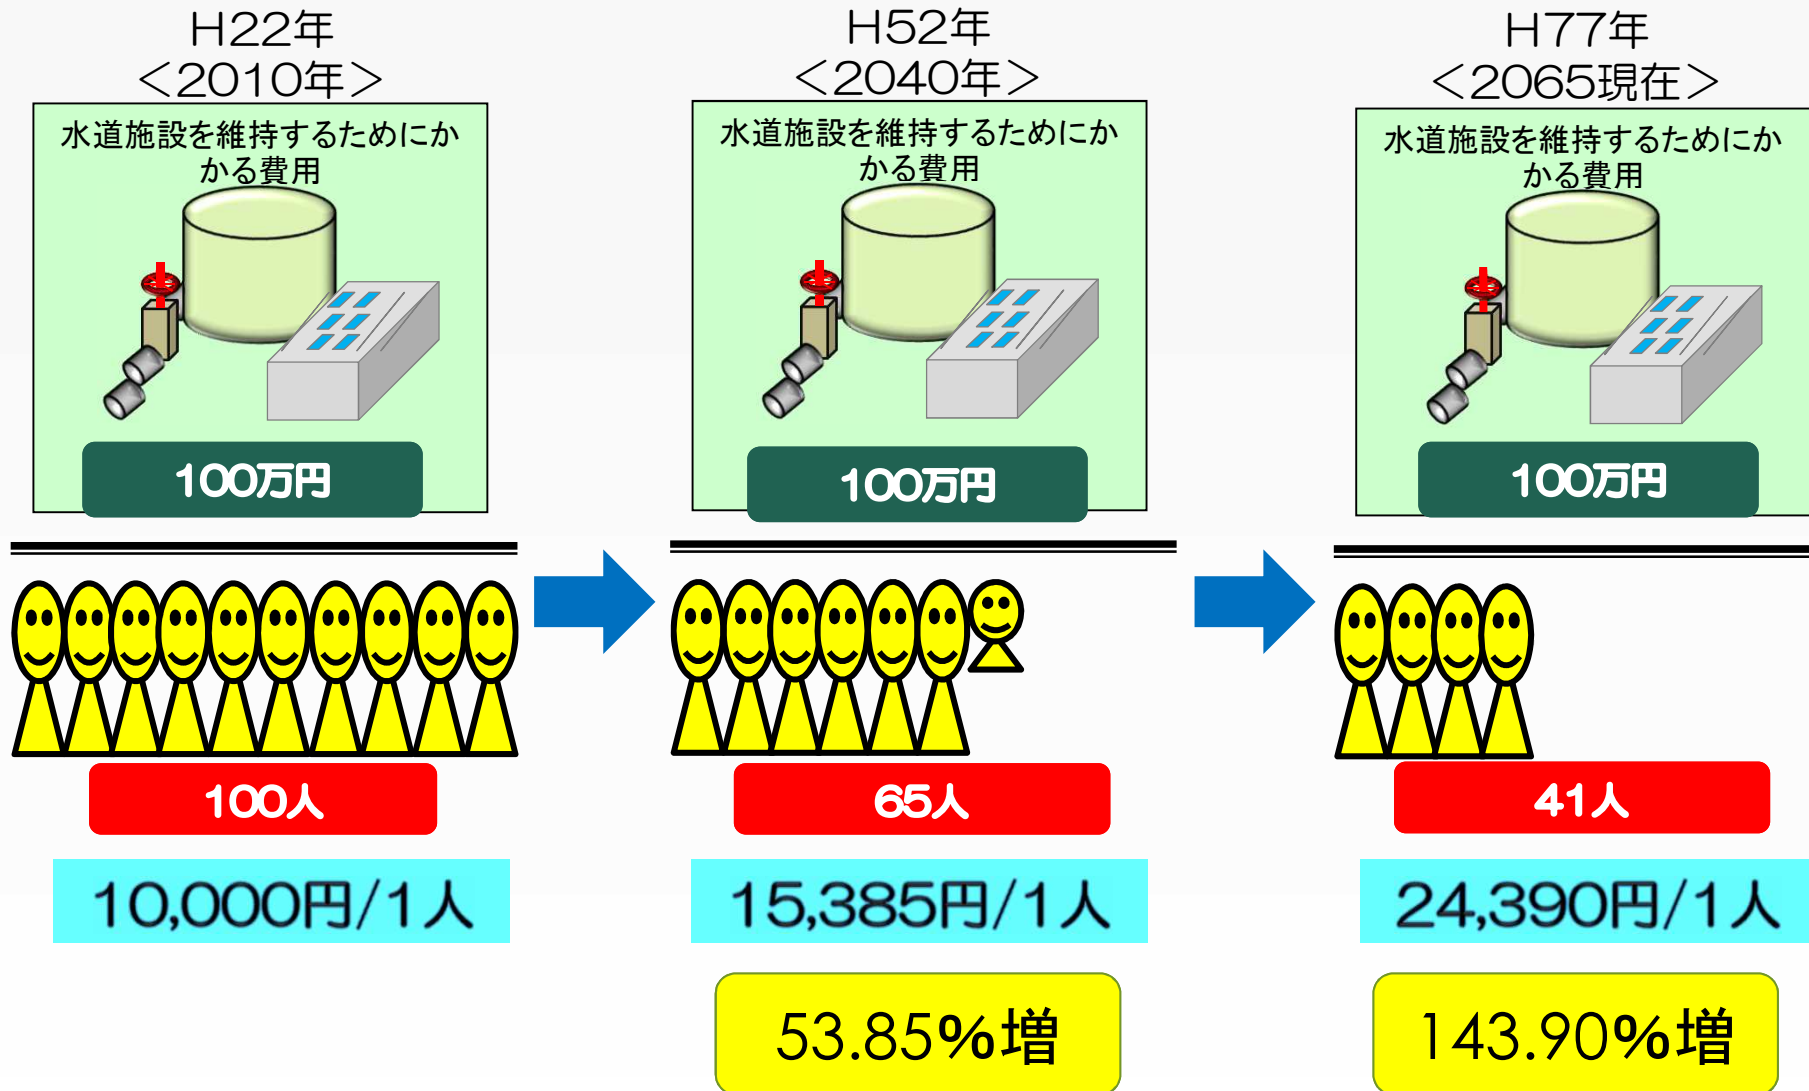 H22年
＜2010年＞
水道施設を維持するためにか
かる費用
100万円
100人
10,000円/1人
H52年
＜2040年＞
水道施設を維持するためにか
かる費用
100万円
65人
15,385円/1人
53.85%増
H77年
＜2065現在＞
水道施設を維持するためにか
かる費用
100万円
41人
24,390円/1人
143.90%増